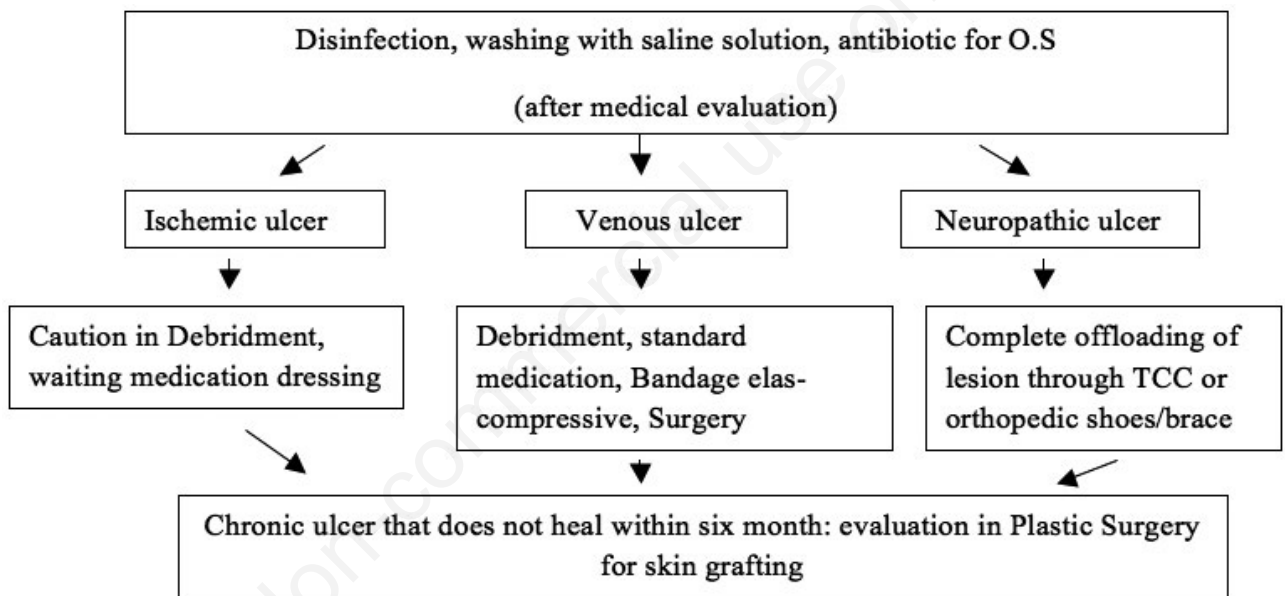 Disinfection, washing with saline solution, antibiotic for O.S
(after medical evaluation)
Ischemic ulcer
Venous ulcer
Neuropathic ulcer
Caution in Debridment,
waiting medication dressing
Debridment, standard
medication, Bandage elas-
compressive, Surgery
Complete offloading of
lesion through TCC or
orthopedic shoes/brace
Chronic ulcer that does not heal within six month: evaluation in Plastic Surgery
for skin grafting
commercial use